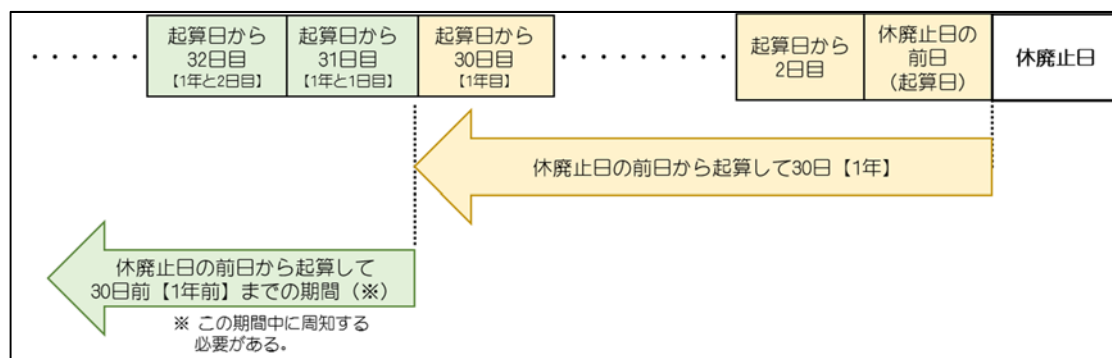 ・・・・・・
起算日から
32日目
【1年と2日目】
起算日から
31日目
【1年と1日目】
起算日から
30日目
【1年目】
・・・・・・・・・
起算日から
2日目
休廃止日の
前日
(起算日)
休廃止日
休廃止日の前日から起算して30日【1年】
休廃止日の前日から起算して
30日前【1年前】までの期間(※)
※ この期間中に周知する
必要がある。